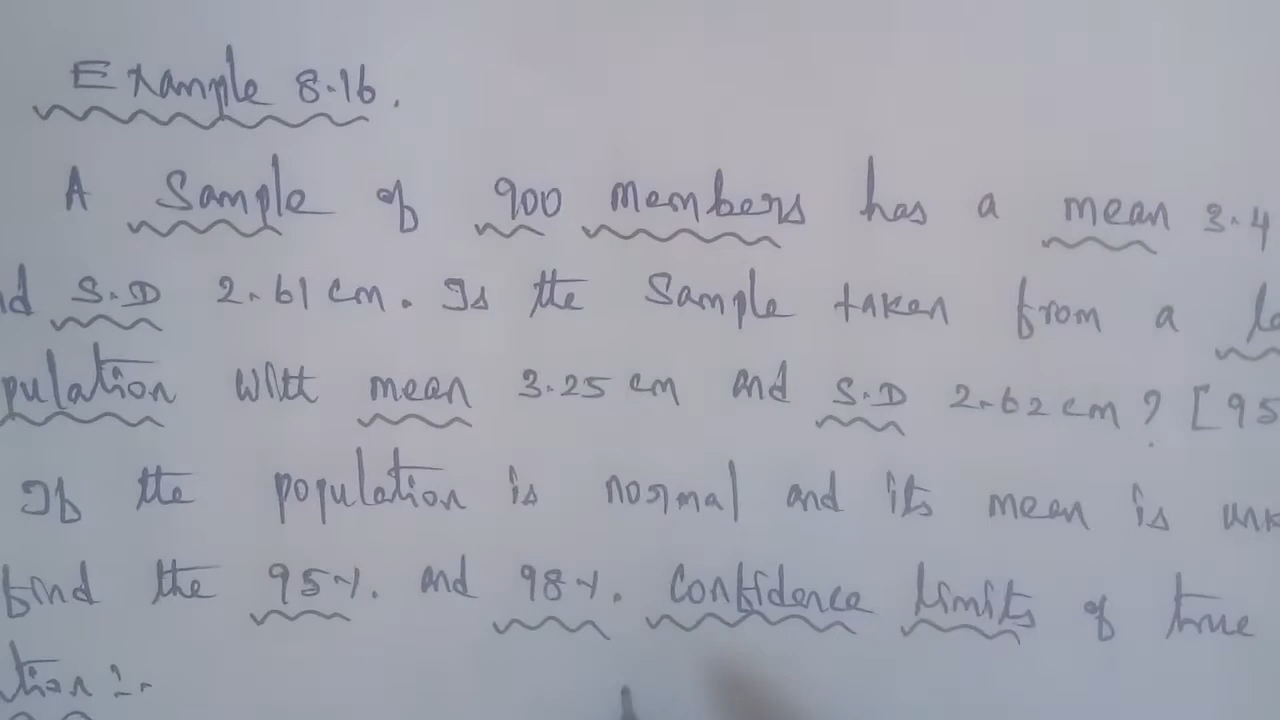 Example 8.16.
A Sample of 900 members has a mean 3.4
S.D 2.61 cm. Is the Sample taken from a
with mean 3.25 cm and S.D 2.62 cm? [95
If the population is normal and its mean is
find the 95%. and 98%. Confidence limits of true